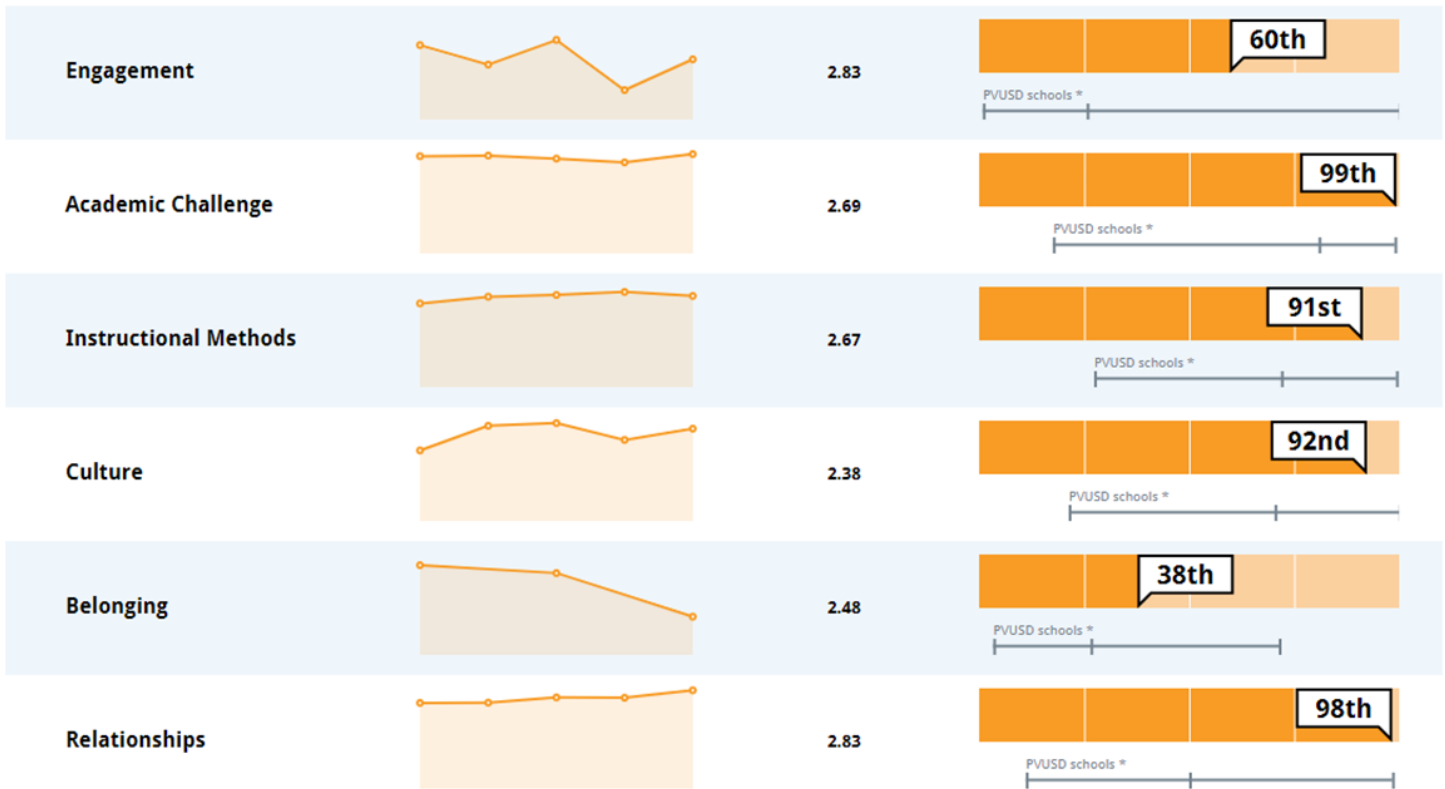 Engagement
2.83
60th
PVUSD schools *
Academic Challenge
2.69
99th
PVUSD schools *
Instructional Methods
2.67
91st
PVUSD schools *
Culture
2.38
92nd
PVUSD schools *
Belonging
2.48
38th
PVUSD schools *
Relationships
2.83
98th
PVUSD schools *